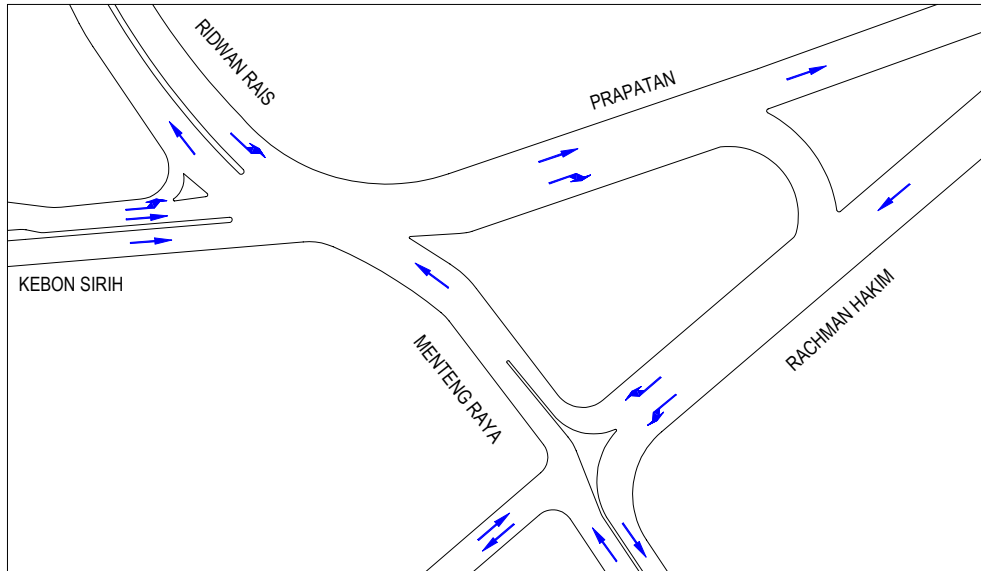 RIDWAN RAIS
PRAPATAN
KEBON SIRIH
MENTENG RAYA
RACHMAN HAKIM